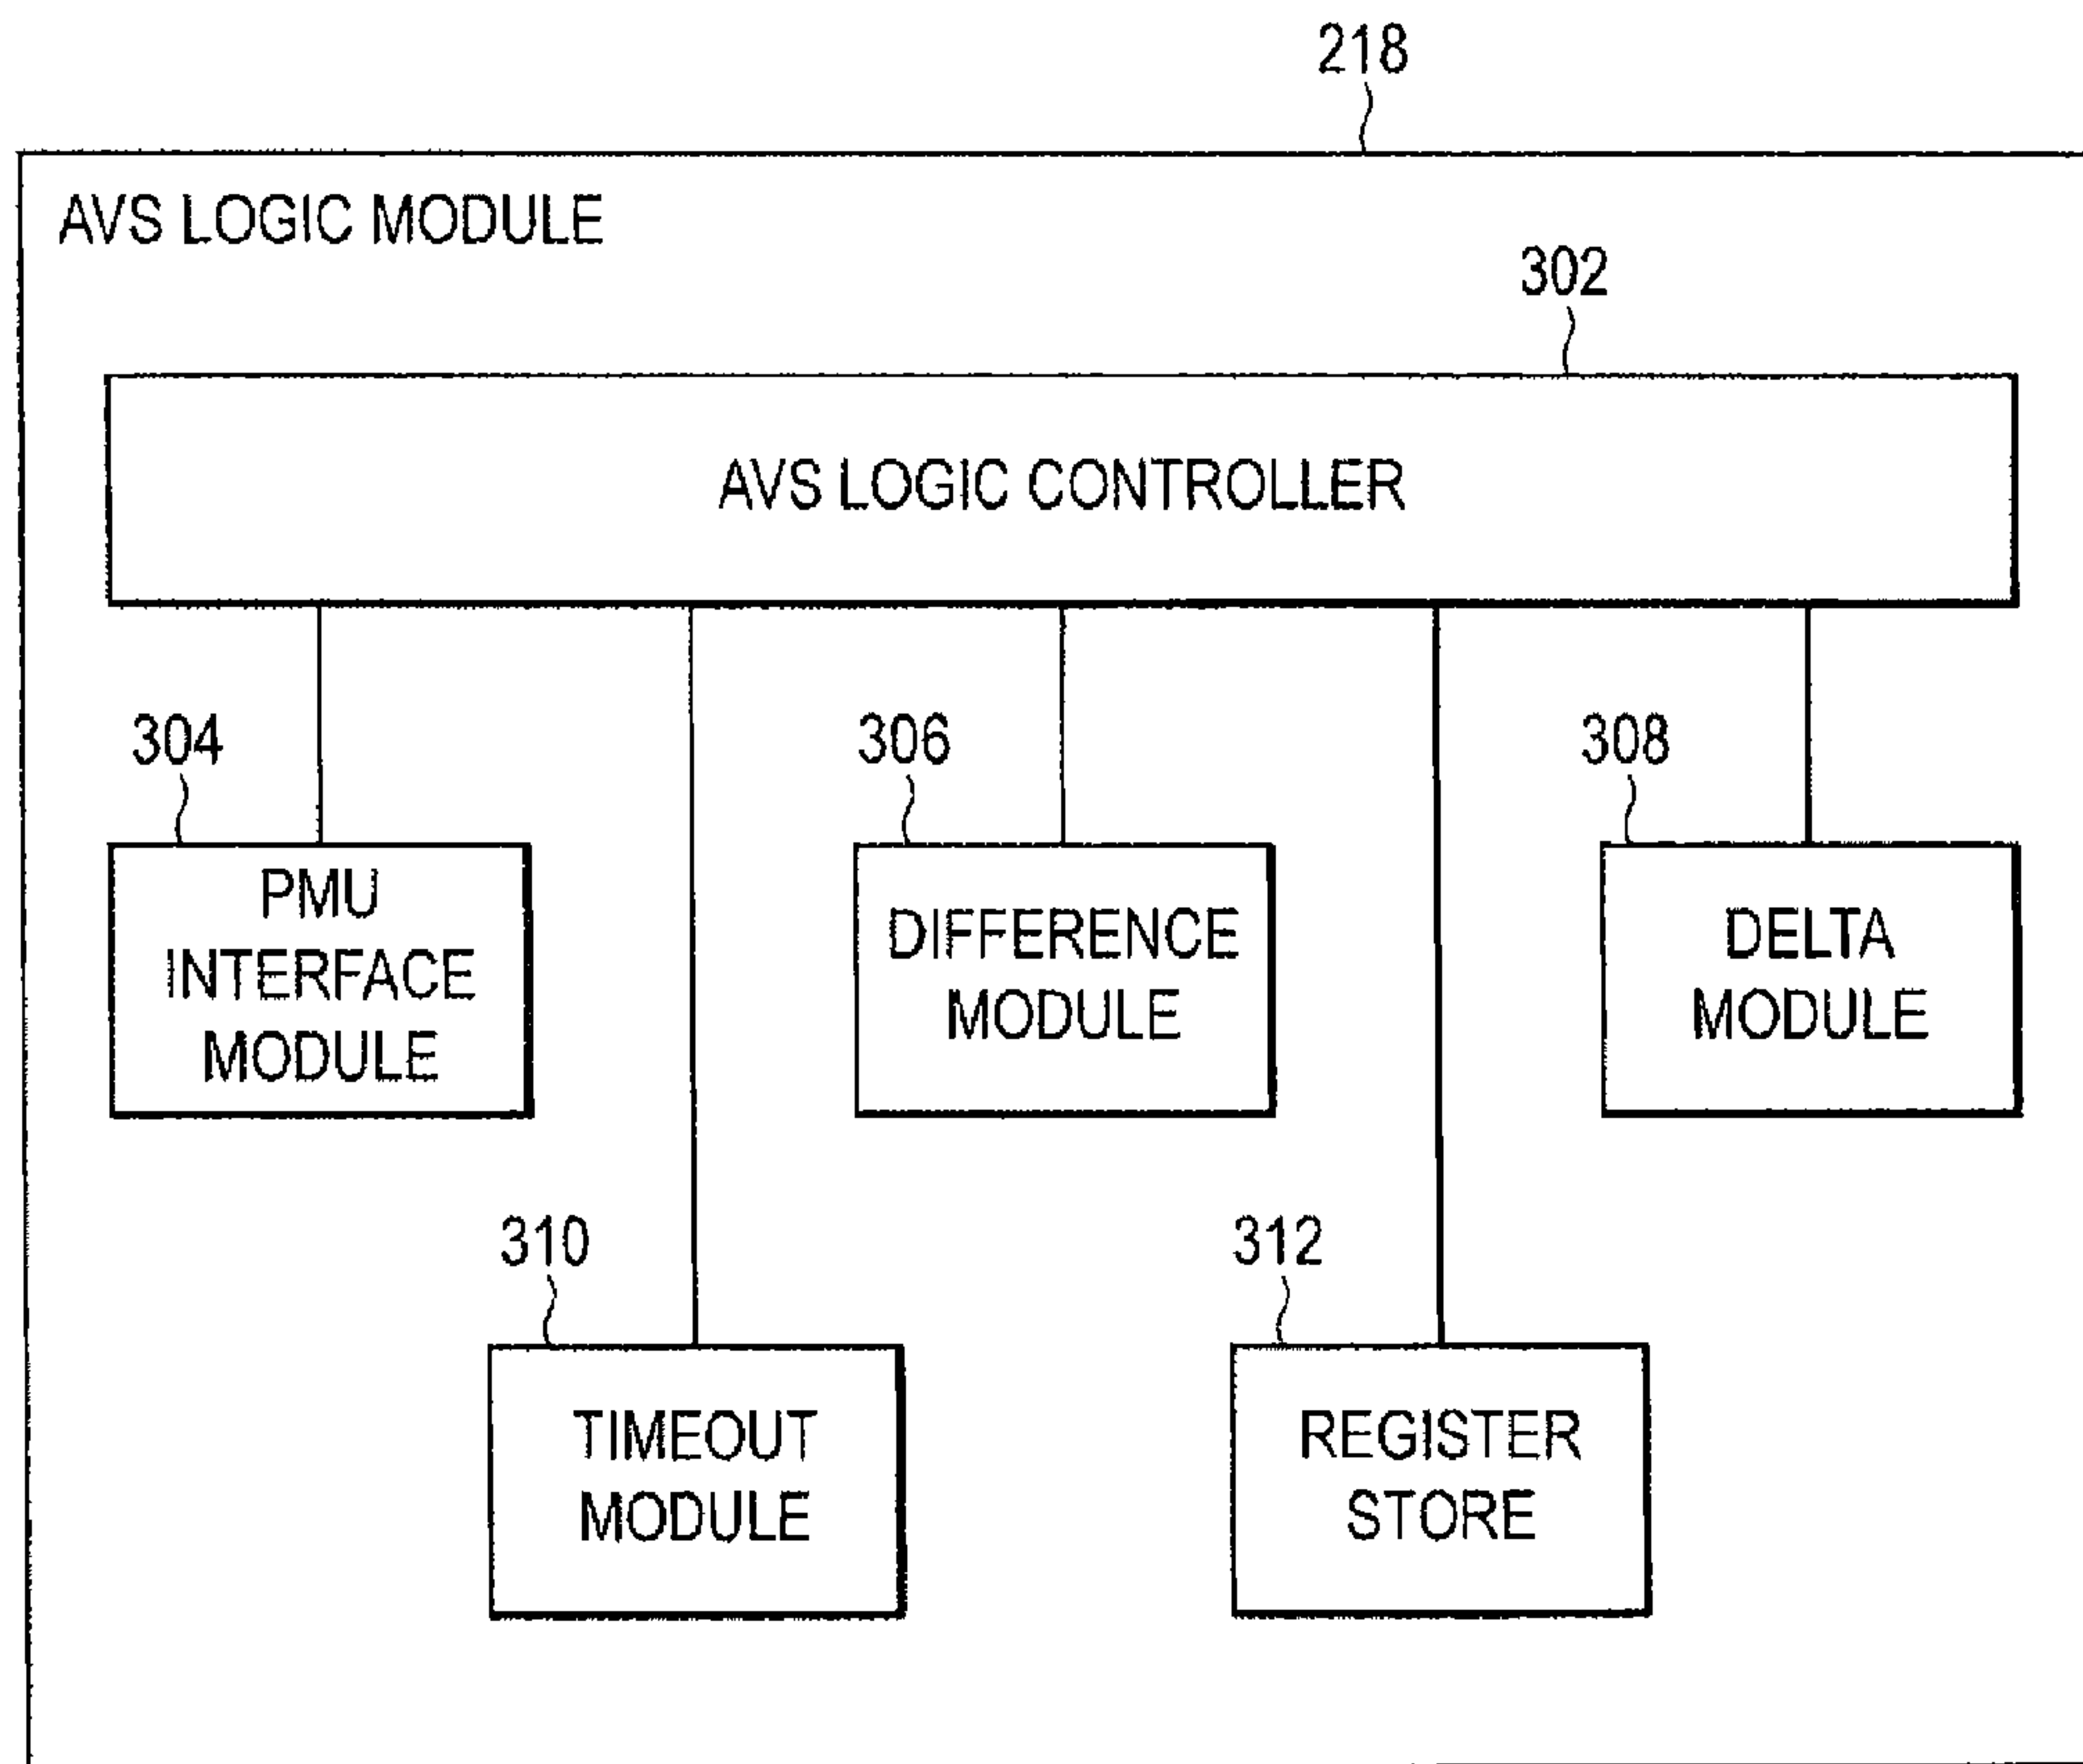 218
AVS LOGIC MODULE
302
AVS LOGIC CONTROLLER
304
306
308
PMU
INTERFACE
MODULE
DIFFERENCE
MODULE
DELTA
MODULE
310
312
TIMEOUT
MODULE
REGISTER
STORE